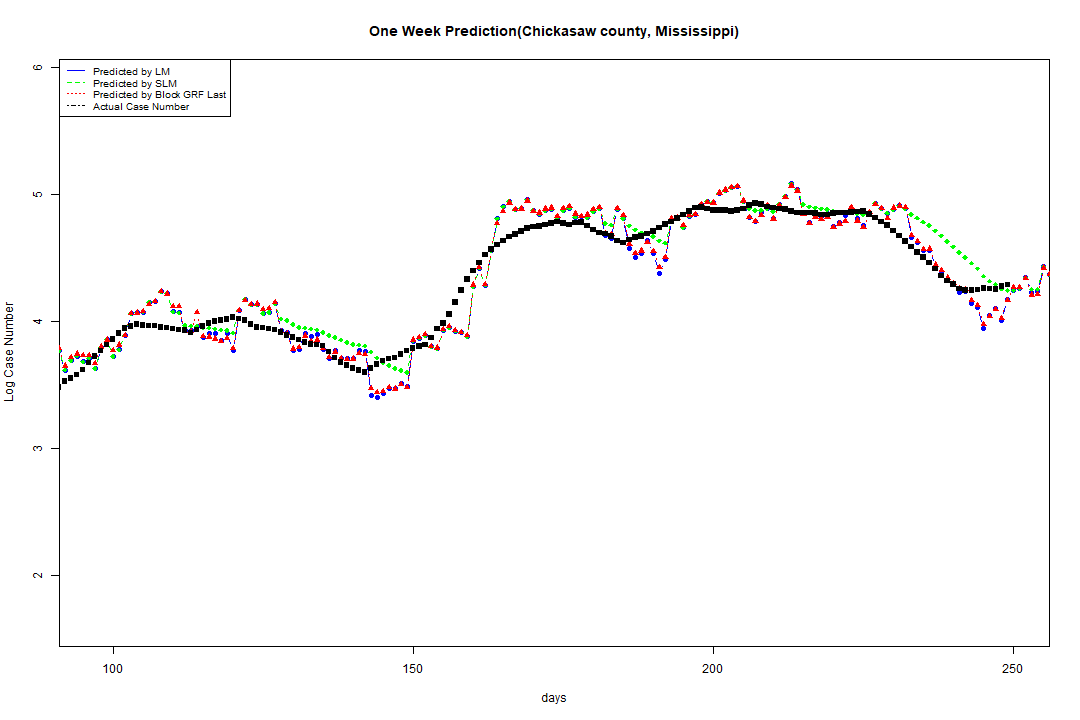 One Week Prediction(Chickasaw county, Mississippi)
Predicted by LM
Predicted by SLM
Predicted by Block GRF Last
Actual Case Number
6
5
4
3
2
Log Case Number
100 150 200 250
days